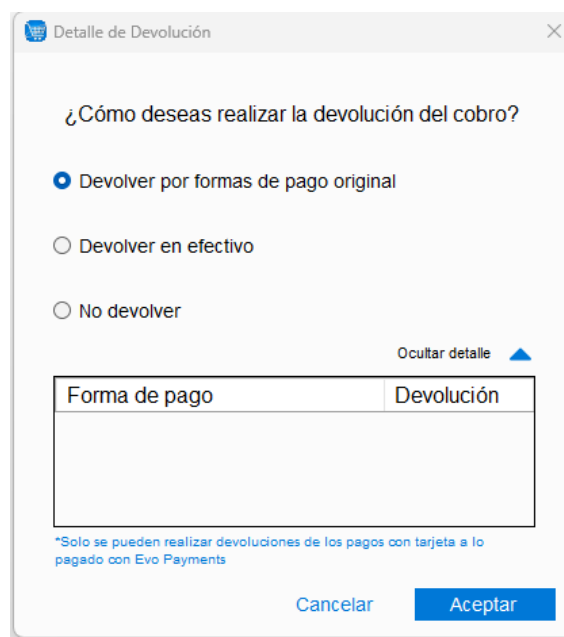 Detalle de Devolución
¿Cómo deseas realizar la devolución del cobro?
Devolver por formas de pago original
Devolver en efectivo
No devolver
Ocultar detalle
Forma de pago Devolución
*Solo se pueden realizar devoluciones de los pagos con tarjeta a lo
pagado con Evo Payments
Cancelar Aceptar